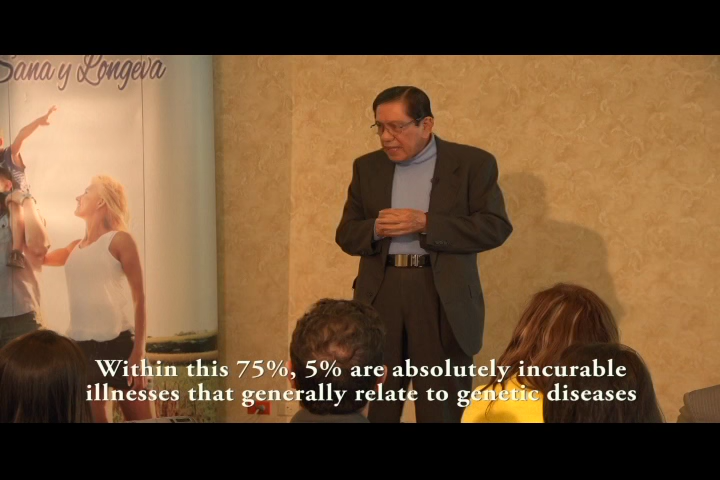 Sana y Longeva
Within this 75%, 5% are absolutely incurable
illnesses that generally relate to genetic diseases